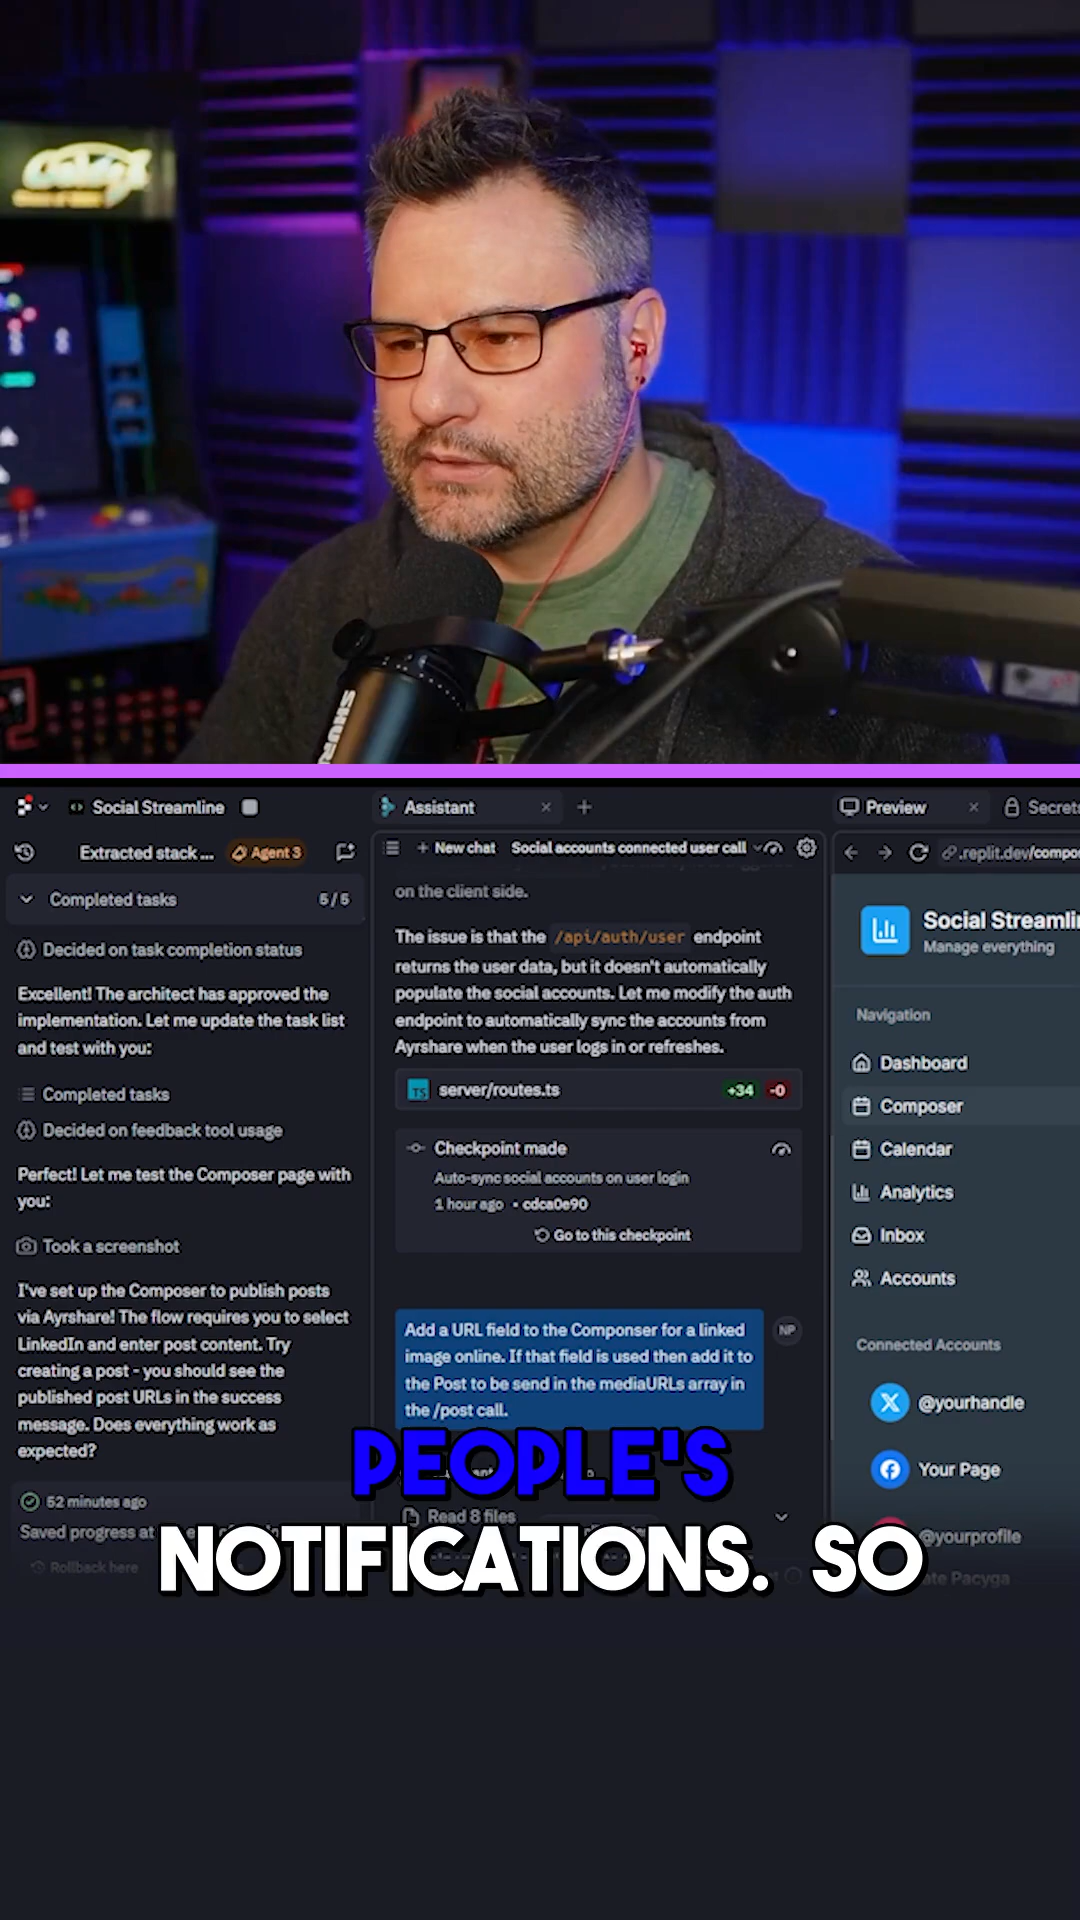 SHURE
Social Streamline
Assistant
Preview
Secrets
Extracted stack ...
Agent 3
New chat
Social accounts connected user call
.replit.dev/compo
Completed tasks
5 / 5
Decided on task completion status
Excellent! The architect has approved the
implementation. Let me update the task list
and test with you:
Completed tasks
Decided on feedback tool usage
Perfect! Let me test the Composer page with
you:
Took a screenshot
I've set up the Composer to publish posts
via Ayrshare! The flow requires you to select
LinkedIn and enter post content. Try
creating a post - you should see the
published post URLs in the success
message. Does everything work as
expected?
52 minutes ago
Saved progress at
Rollback here
on the client side.
The issue is that the /api/auth/user endpoint
returns the user data, but it doesn't automatically
populate the social accounts. Let me modify the auth
endpoint to automatically sync the accounts from
Ayrshare when the user logs in or refreshes.
TS server/routes.ts +34 -0
Checkpoint made
Auto-sync social accounts on user login
1 hour ago • cdca0e90
Go to this checkpoint
Add a URL field to the Componser for a linked
image online. If that field is used then add it to
the Post to be send in the mediaURLs array in
the /post call.
NP
Read 8 files
Social Streamli
Manage everything
Navigation
Dashboard
Composer
Calendar
Analytics
Inbox
Accounts
Connected Accounts
@yourhandle
Your Page
@yourprofile
ate Pacyga
PEOPLE'S
NOTIFICATIONS. SO